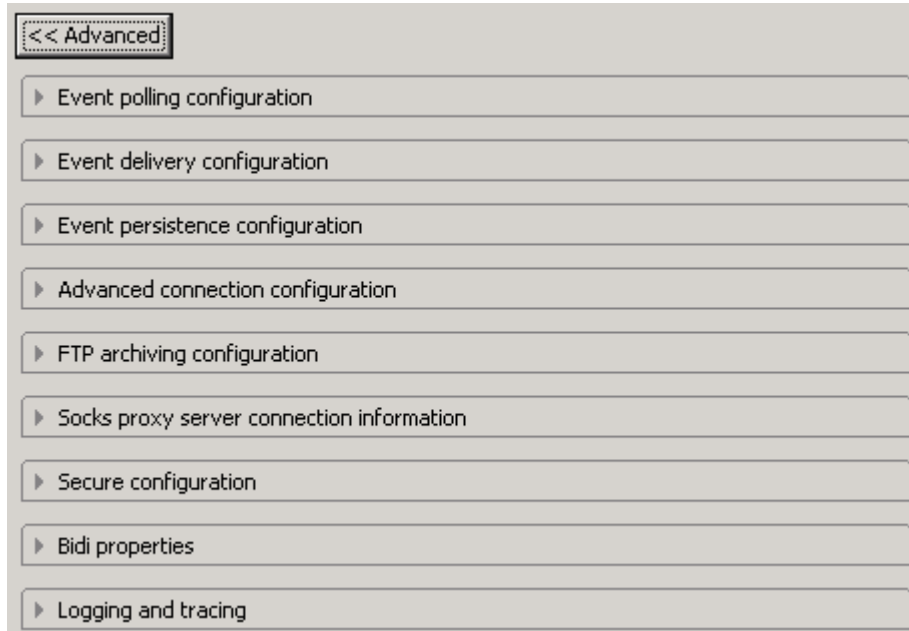 << Advanced
Event polling configuration
Event delivery configuration
Event persistence configuration
Advanced connection configuration
FTP archiving configuration
Socks proxy server connection information
Secure configuration
Bidi properties
Logging and tracing